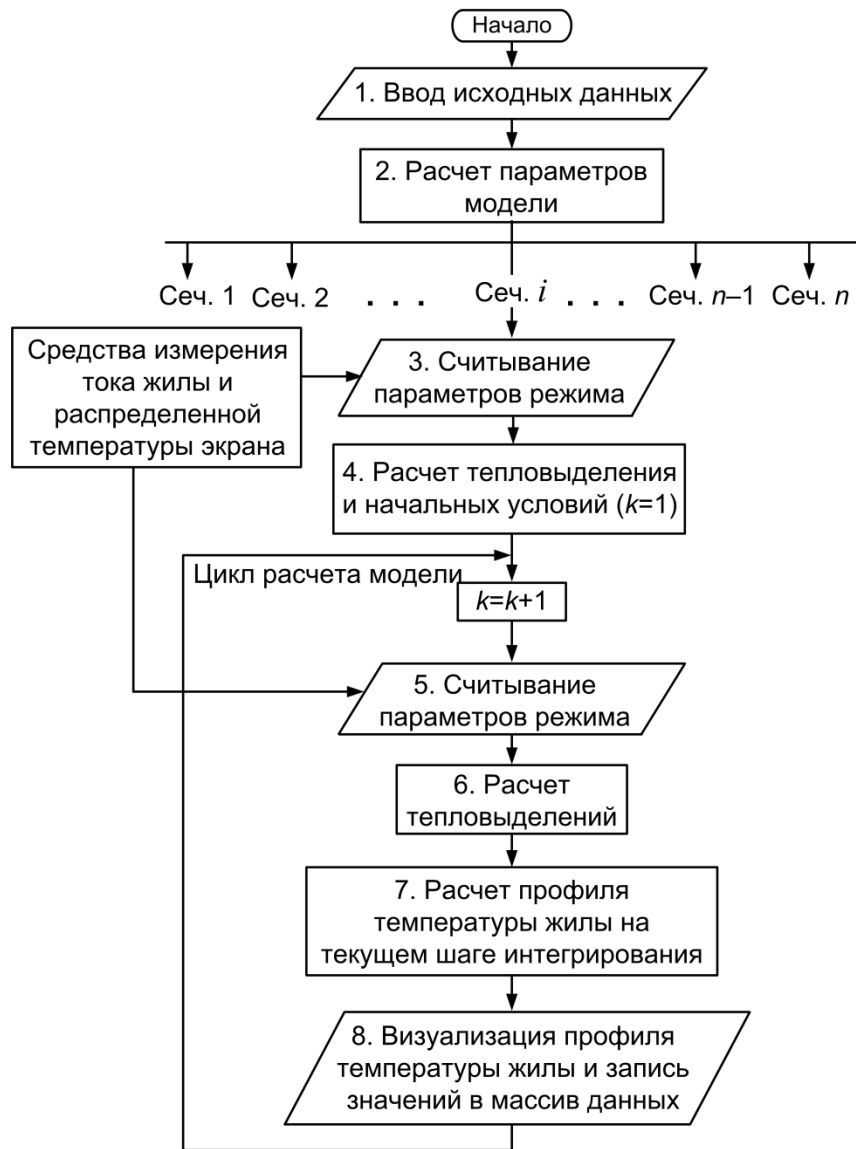 Начало
1. Ввод исходных данных
2. Расчет параметров
модели
Сеч. 1 Сеч. 2 . . . Сеч. i . . . Сеч. n–1 Сеч. n
Средства измерения
тока жилы и
распределенной
температуры экрана
3. Считывание
параметров режима
4. Расчет тепловыделения
и начальных условий (k=1)
Цикл расчета модели
k=k+1
5. Считывание
параметров режима
6. Расчет
тепловыделений
7. Расчет профиля
температуры жилы на
текущем шаге интегрирования
8. Визуализация профиля
температуры жилы и запись
значений в массив данных